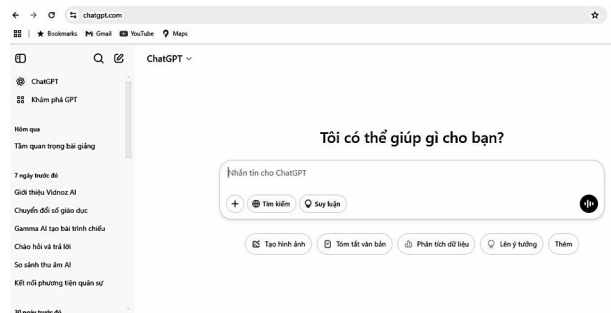 chatgpt.com
Bookmarks Gmail YouTube Maps
ChatGPT
ChatGPT
Khám phá GPT
Hôm qua
Tầm quan trọng bài giảng
7 ngày trước đó
Giới thiệu Vidnoz AI
Chuyển đổi số giáo dục
Gamma AI tạo bài trình chiếu
Chào hỏi và trả lời
So sánh thu âm AI
Kết nối phương tiện quân sự
30 ngày trước đó
Tôi có thể giúp gì cho bạn?
Nhắn tin cho ChatGPT
Tìm kiếm Suy luận
Tạo hình ảnh Tóm tắt văn bản Phân tích dữ liệu Lên ý tưởng Thêm